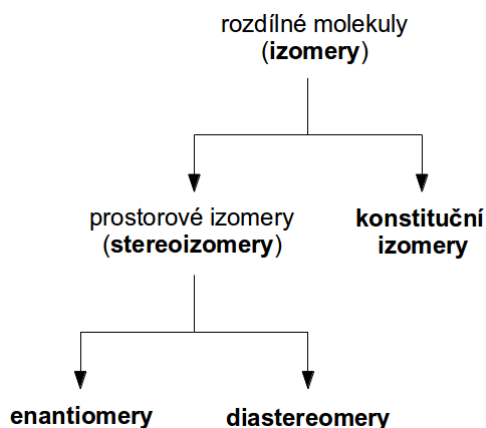 rozdílné molekuly
(izomery)
prostorové izomery
(stereoizomery)
konstituční
izomery
enantiomery
diastereomery